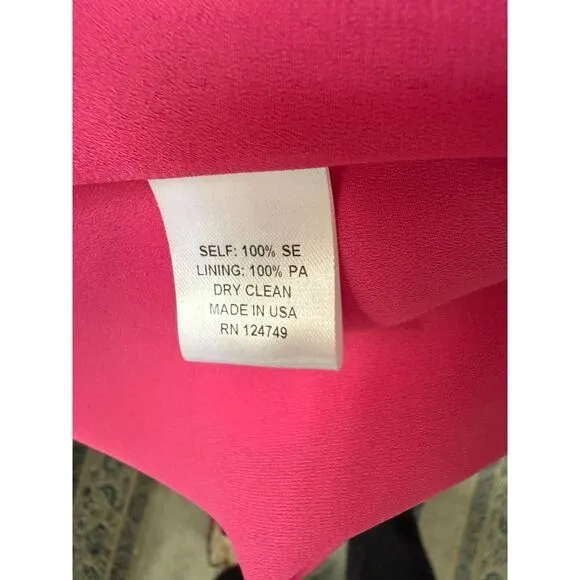 SELF: 100% SE
LINING: 100% PA
DRY CLEAN
MADE IN USA
RN 124749